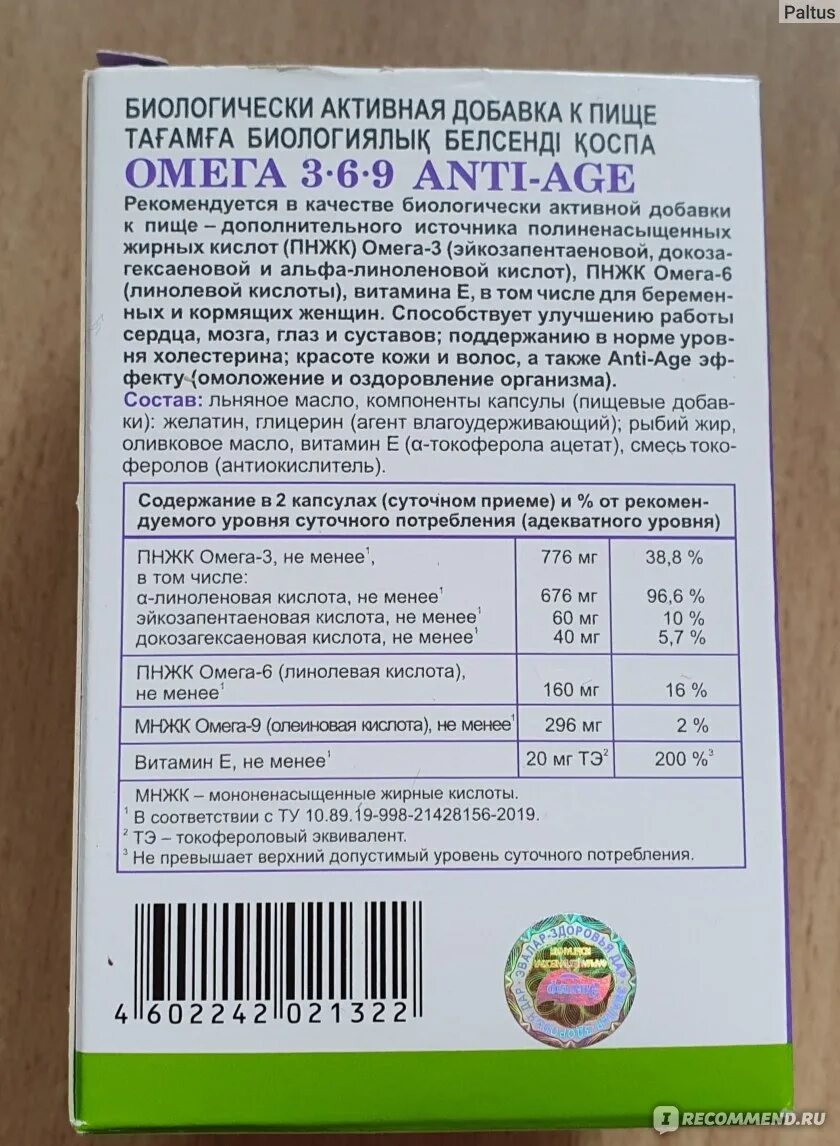 Paltus
БИОЛОГИЧЕСКИ АКТИВНАЯ ДОБАВКА К ПИЩЕ
ТАҒАМҒА БИОЛОГИЯЛЫҚ БЕЛСЕНДІ ҚОСПА
ОМЕГА 3·6·9 ANTI-AGE
Рекомендуется в качестве биологически активной добавки
к пище – дополнительного источника полиненасыщенных
жирных кислот (ПНЖК) Омега-3 (эйкозапентаеновой, докоза-
гексаеновой и альфа-линоленовой кислот), ПНЖК Омега-6
(линолевой кислоты), витамина Е, в том числе для беремен-
ных и кормящих женщин. Способствует улучшению работы
сердца, мозга, глаз и суставов; поддержанию в норме уров-
ня холестерина; красоте кожи и волос, а также Anti-Age эф-
фекту (омоложение и оздоровление организма).
Состав: льняное масло, компоненты капсулы (пищевые добав-
ки): желатин, глицерин (агент влагоудерживающий); рыбий жир,
оливковое масло, витамин Е (α-токоферола ацетат), смесь токо-
феролов (антиокислитель).
Содержание в 2 капсулах (суточном приеме) и % от рекомен-
дуемого уровня суточного потребления (адекватного уровня)
ПНЖК Омега-3, не менее¹, 776 мг 38,8 %
в том числе:
α-линоленовая кислота, не менее¹ 676 мг 96,6 %
эйкозапентаеновая кислота, не менее¹ 60 мг 10 %
докозагексаеновая кислота, не менее¹ 40 мг 5,7 %
ПНЖК Омега-6 (линолевая кислота),
не менее¹ 160 мг 16 %
МНЖК Омега-9 (олеиновая кислота), не менее¹ 296 мг 2 %
Витамин Е, не менее¹ 20 мг ТЭ² 200 %³
МНЖК – мононенасыщенные жирные кислоты.
¹ В соответствии с ТУ 10.89.19-998-21428156-2019.
² ТЭ – токофероловый эквивалент.
³ Не превышает верхний допустимый уровень суточного потребления.
4 602242 021322
ЭВАЛАР-ЗДОРОВЬЯ ДАР
I RECOMMEND.RU